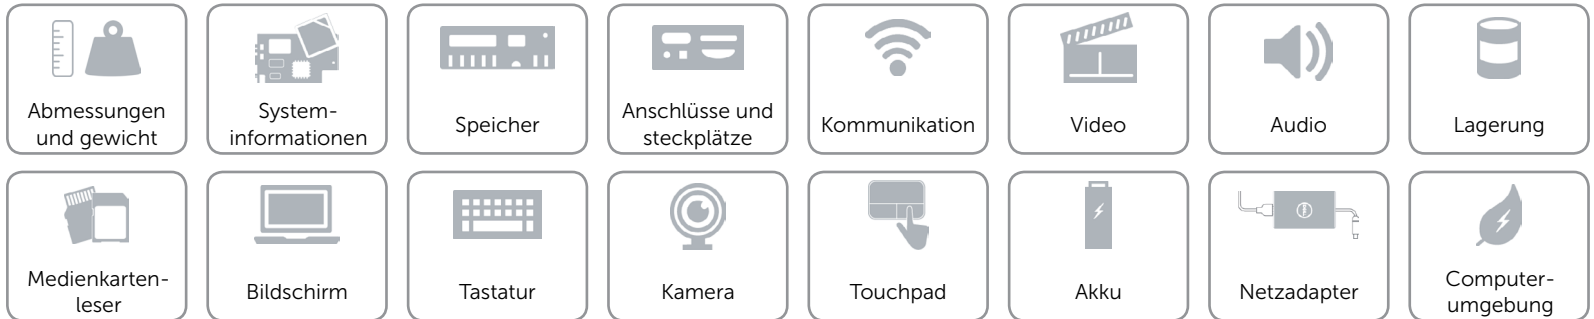 Abmessungen
und gewicht
System-
informationen
Speicher
Anschlüsse und
steckplätze
Kommunikation
Video
Audio
Lagerung
Medienkarten-
leser
Bildschirm
Tastatur
Kamera
Touchpad
Akku
Netzadapter
Computer-
umgebung